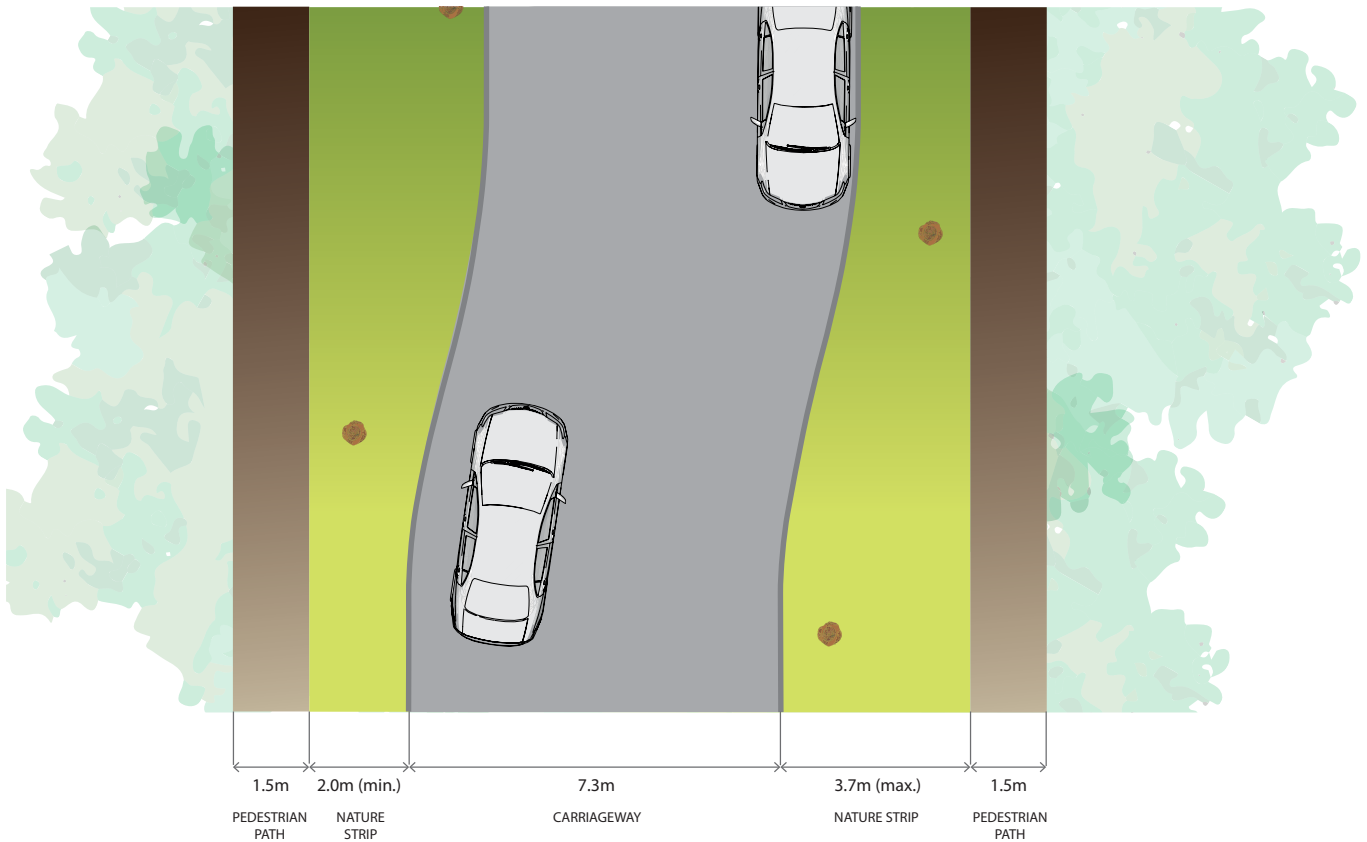 1.5m
2.0m (min.)
7.3m
3.7m (max.)
1.5m
PEDESTRIAN
PATH
NATURE
STRIP
CARRIAGEWAY
NATURE STRIP
PEDESTRIAN
PATH